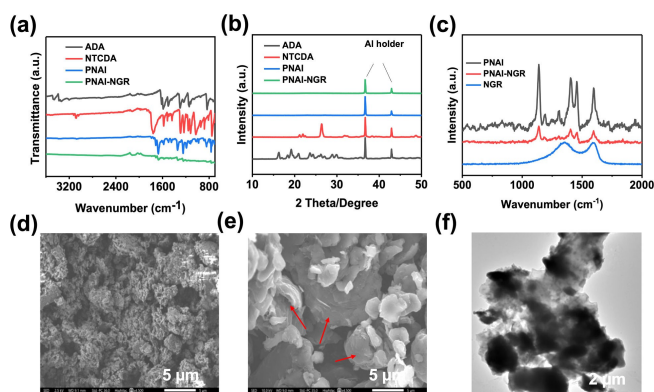 (a)
Transmittance (a.u.)
ADA
NTCDA
PNAI
PNAI-NGR
3600 2400 1600 800
Wavenumber (cm-1)
(b)
Intensity (a.u.)
ADA
NTCDA
PNAI
PNAI-NGR
Al holder
10 20 30 40 50
2 Theta/Degree
(c)
Intensity (a.u.)
PNAI
PNAI-NGR
NGR
500 1000 1500 2000
Wavenumber (cm-1)
(d)
5 μm
(e)
5 μm
(f)
2 μm